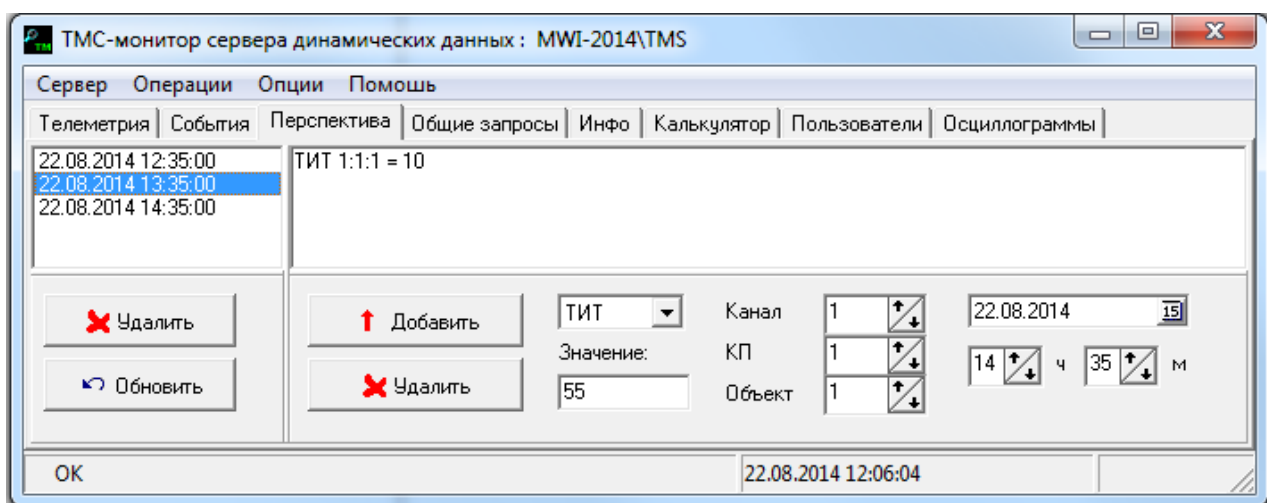 ТМС-монитор сервера динамических данных : MWI-2014\TMS
Сервер Операции Опции Помошь
Телеметрия События Перспектива Общие запросы Инфо Калькулятор Пользователи Осциллограммы
22.08.2014 12:35:00
22.08.2014 13:35:00
22.08.2014 14:35:00
ТИТ 1:1:1 = 10
Удалить
Обновить
Добавить
Удалить
ТИТ
Значение:
55
Канал 1
КП 1
Объект 1
22.08.2014 15
14 ч 35 м
OK 22.08.2014 12:06:04